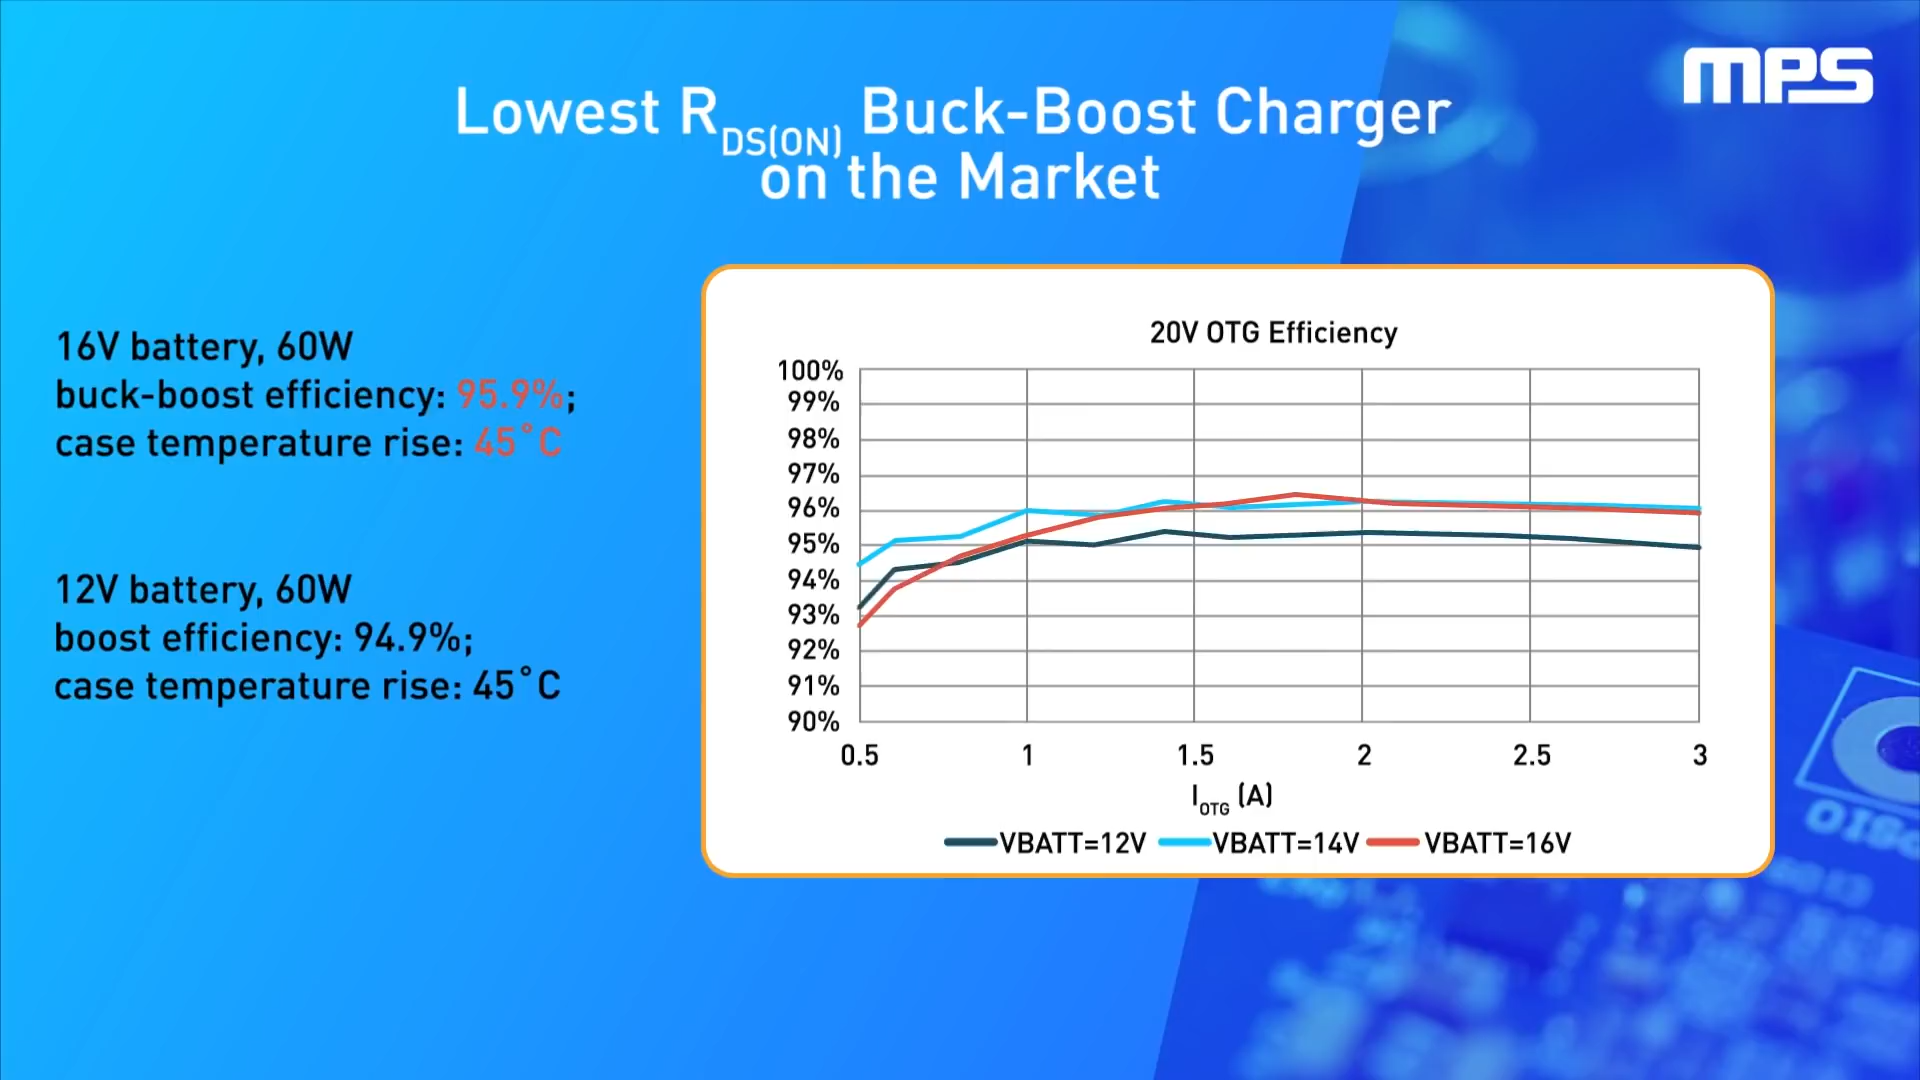 MPS
Lowest RDS(ON) Buck-Boost Charger
on the Market
16V battery, 60W
buck-boost efficiency: 95.9%;
case temperature rise: 45°C
12V battery, 60W
boost efficiency: 94.9%;
case temperature rise: 45°C
20V OTG Efficiency
100%
99%
98%
97%
96%
95%
94%
93%
92%
91%
90%
0.5 1 1.5 2 2.5 3
IOTG (A)
VBATT=12V VBATT=14V VBATT=16V